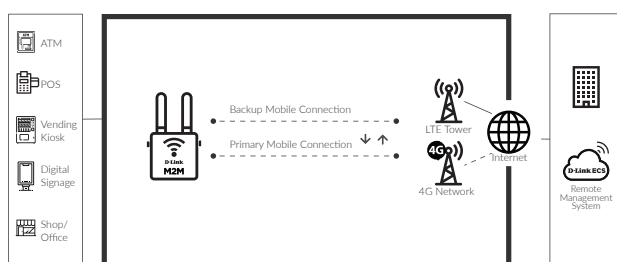 ATM
ATM
POS
Vending
Kiosk
Digital
Signage
Shop/
Office
D-Link
M2M
Backup Mobile Connection
Primary Mobile Connection
LTE Tower
4G
4G Network
Internet
D-Link ECS
Remote
Management
System